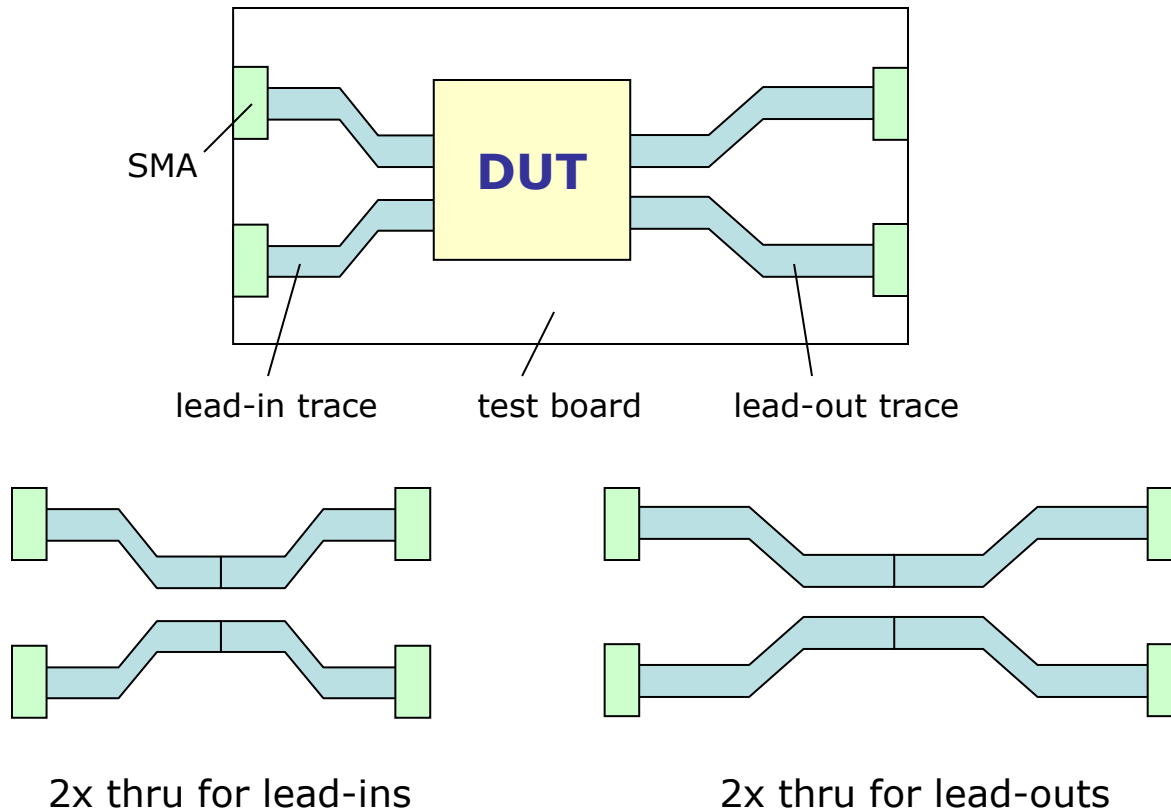 SMA
DUT
lead-in trace
test board
lead-out trace
2x thru for lead-ins
2x thru for lead-outs